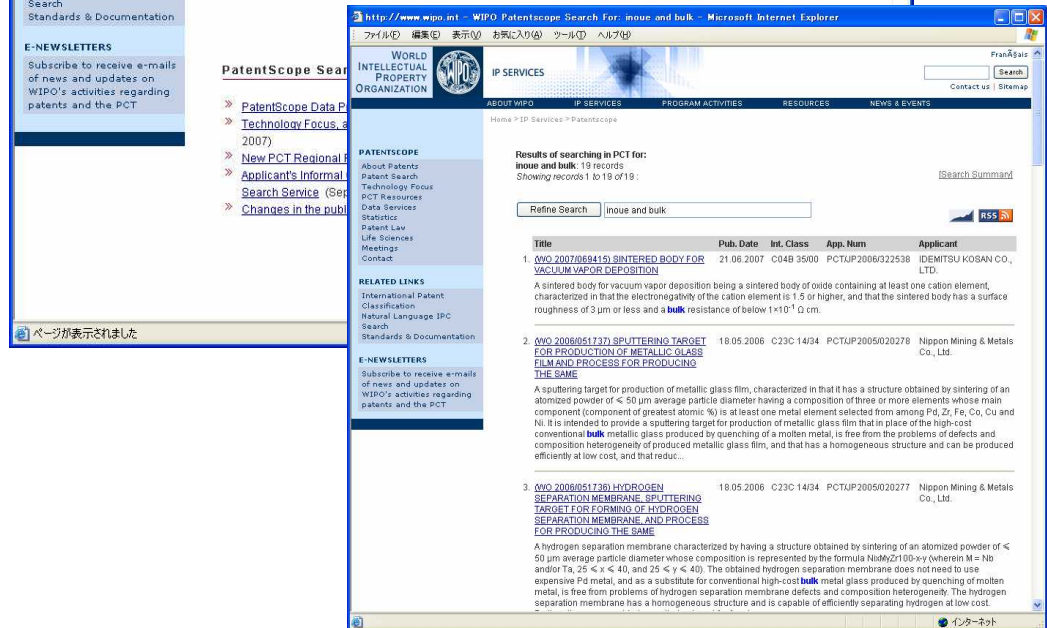 Search
Standards & Documentation
E-NEWSLETTERS
Subscribe to receive e-mails
of news and updates on
WIPO's activities regarding
patents and the PCT
PatentScope Sear
» PatentScope Data P
» Technology Focus, a
2007)
» New PCT Regional
» Applicant's Informal
Search Service (Sep
» Changes in the publ
ページが表示されました
http://www.wipo.int - WIPO Patentscope Search For: inoue and bulk - Microsoft Internet Explorer
ファイル(F) 編集(E) 表示(V) お気に入り(A) ツール(T) ヘルプ(H)
WORLD
INTELLECTUAL
PROPERTY
ORGANIZATION
WIPO
IP SERVICES
FranÃ§ais
Search
Contact us | Sitemap
ABOUT WIPO IP SERVICES PROGRAM ACTIVITIES RESOURCES NEWS & EVENTS
Home > IP Services > Patentscope
PATENTSCOPE
About Patents
Patent Search
Technology Focus
PCT Resources
Data Services
Statistics
Patent Law
Life Sciences
Meetings
Contact
RELATED LINKS
International Patent
Classification
Natural Language IPC
Search
Standards & Documentation
E-NEWSLETTERS
Subscribe to receive e-mails
of news and updates on
WIPO's activities regarding
patents and the PCT
Results of searching in PCT for:
inoue and bulk: 19 records
Showing records 1 to 19 of 19 :
[Search Summary]
Refine Search inoue and bulk
RSS
Title Pub. Date Int. Class App. Num Applicant
1. (WO 2007/069415) SINTERED BODY FOR 21.06.2007 C04B 35/00 PCT/JP2006/322538 IDEMITSU KOSAN CO.,
VACUUM VAPOR DEPOSITION LTD.
A sintered body for vacuum vapor deposition being a sintered body of oxide containing at least one cation element,
characterized in that the electronegativity of the cation element is 1.5 or higher, and that the sintered body has a surface
roughness of 3 µm or less and a bulk resistance of below 1×10⁻¹ Ω cm.
2. (WO 2006/051737) SPUTTERING TARGET 18.05.2006 C23C 14/34 PCT/JP2005/020278 Nippon Mining & Metals
FOR PRODUCTION OF METALLIC GLASS Co., Ltd.
FILM AND PROCESS FOR PRODUCING
THE SAME
A sputtering target for production of metallic glass film, characterized in that it has a structure obtained by sintering of an
atomized powder of ≤ 50 µm average particle diameter having a composition of three or more elements whose main
component (component of greatest atomic %) is at least one metal element selected from among Pd, Zr, Fe, Co, Cu and
Ni. It is intended to provide a sputtering target for production of metallic glass film that in place of the high-cost
conventional bulk metallic glass produced by quenching of a molten metal, is free from the problems of defects and
composition heterogeneity of produced metallic glass film, and that has a homogeneous structure and can be produced
efficiently at low cost, and that reduc...
3. (WO 2006/051736) HYDROGEN 18.05.2006 C23C 14/34 PCT/JP2005/020277 Nippon Mining & Metals
SEPARATION MEMBRANE, SPUTTERING Co., Ltd.
TARGET FOR FORMING OF HYDROGEN
SEPARATION MEMBRANE, AND PROCESS
FOR PRODUCING THE SAME
A hydrogen separation membrane characterized by having a structure obtained by sintering of an atomized powder of ≤
50 µm average particle diameter whose composition is represented by the formula NixMyZr100-x-y (wherein M = Nb
and/or Ta, 25 ≤ x ≤ 40, and 25 ≤ y ≤ 40). The obtained hydrogen separation membrane does not need to use
expensive Pd metal, and as a substitute for conventional high-cost bulk metal glass produced by quenching of molten
metal, is free from problems of hydrogen separation membrane defects and composition heterogeneity. The hydrogen
separation membrane has a homogeneous structure and is capable of efficiently separating hydrogen at low cost.
インターネット